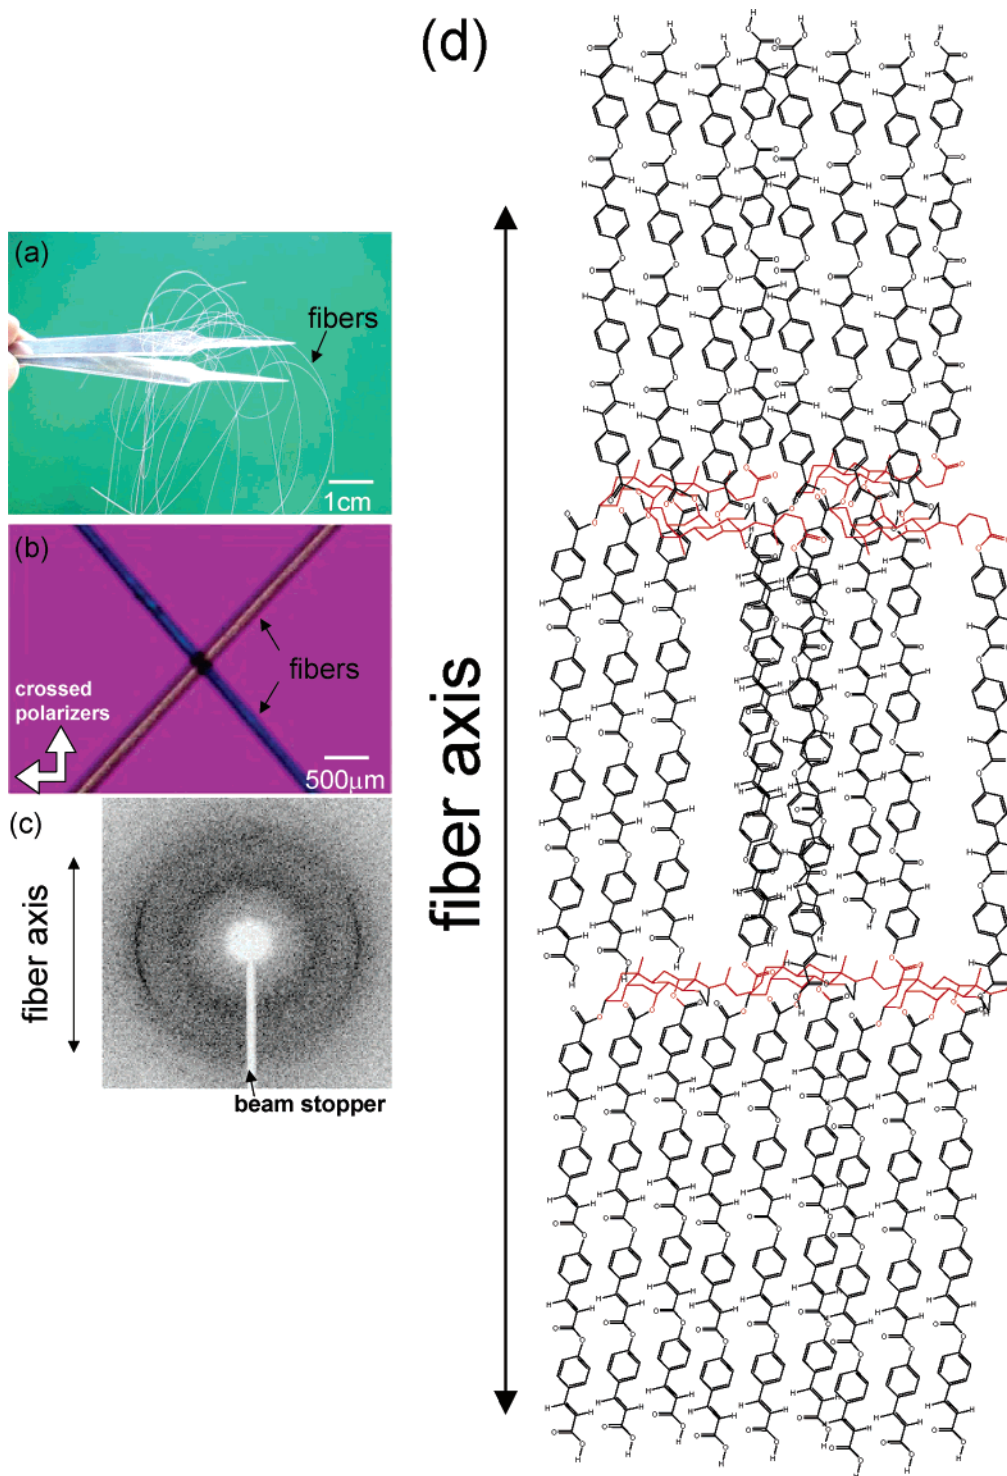 (d)
(a)
fibers
1cm
(b)
fibers
crossed
polarizers
500μm
(c)
fiber axis
beam stopper
fiber axis